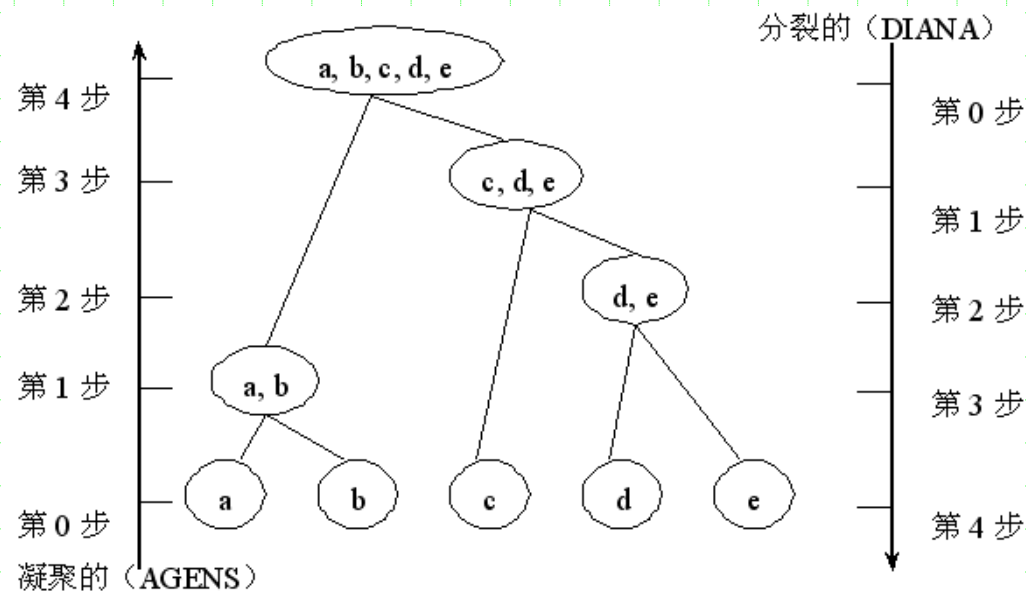 分裂的（DIANA）
a, b, c, d, e
第 4 步
第 0 步
第 3 步
c, d, e
第 1 步
第 2 步
d, e
第 2 步
第 1 步
a, b
第 3 步
a
b
c
d
e
第 0 步
第 4 步
凝聚的（AGENS）